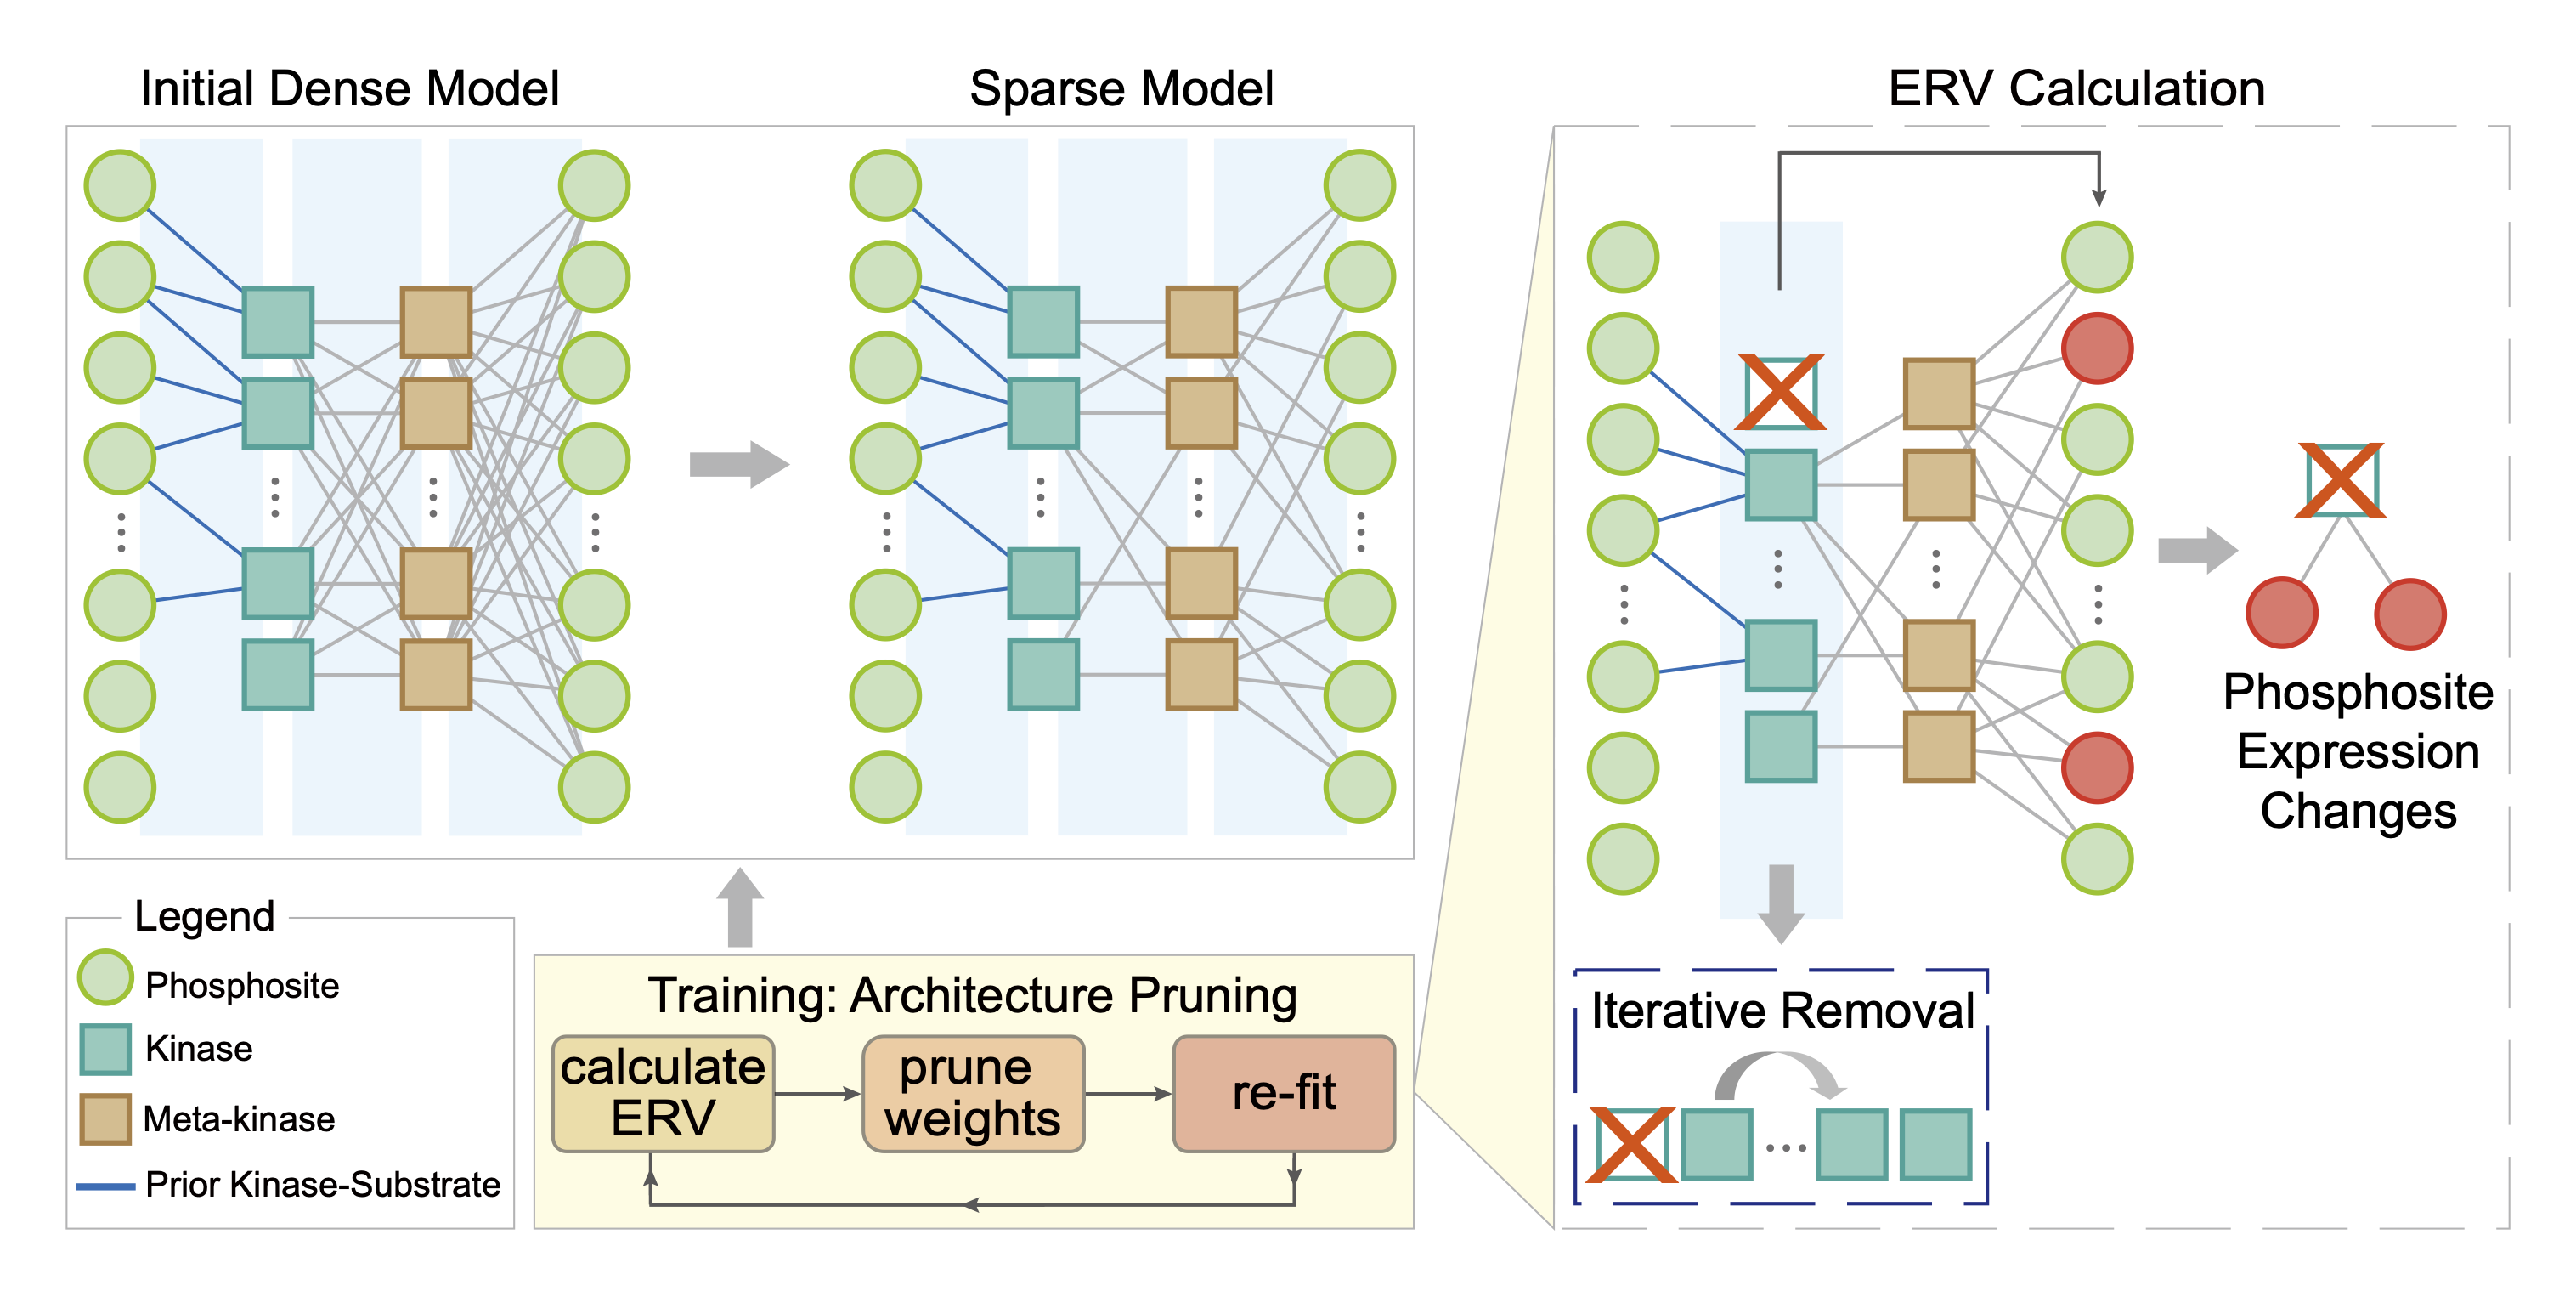 Initial Dense Model
Sparse Model
ERV Calculation
Phosphosite
Expression
Changes
Legend
Phosphosite
Kinase
Meta-kinase
Prior Kinase-Substrate
Training: Architecture Pruning
calculate
ERV
prune
weights
re-fit
Iterative Removal